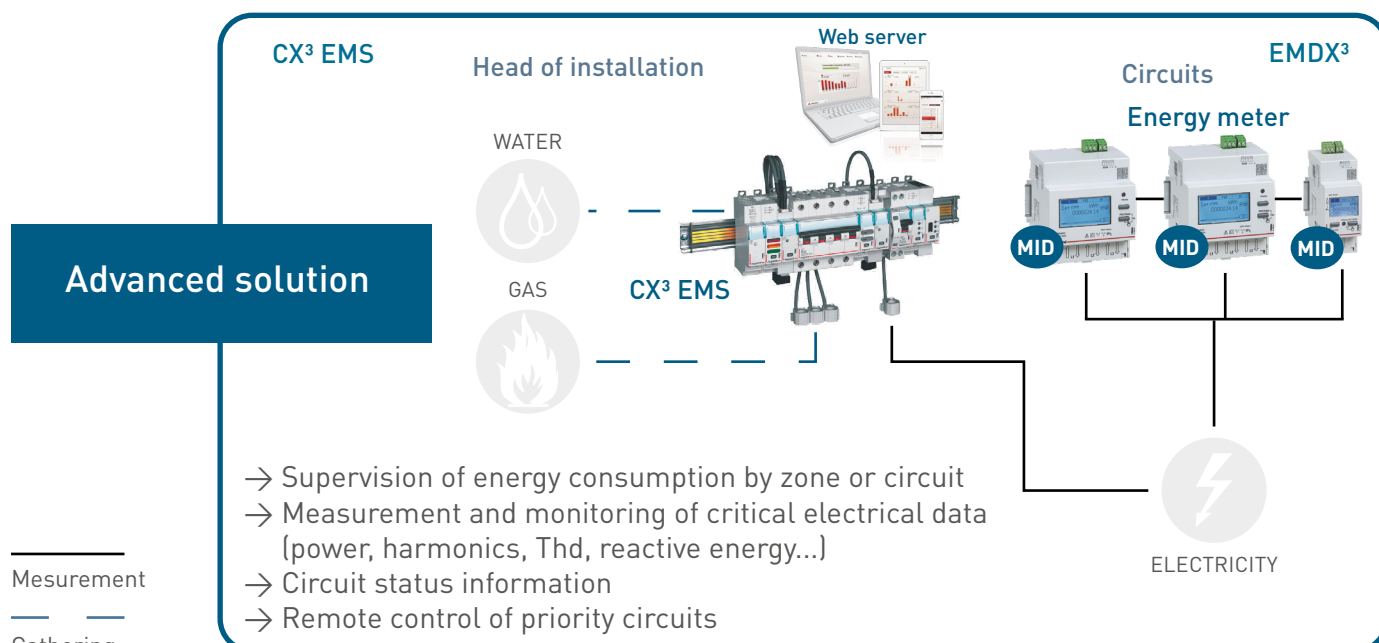 CX³ EMS
Head of installation
Web server
Circuits
EMDX³
Energy meter
WATER
MID
MID
MID
Advanced solution
GAS
CX³ EMS
→ Supervision of energy consumption by zone or circuit
→ Measurement and monitoring of critical electrical data
(power, harmonics, Thd, reactive energy...)
→ Circuit status information
→ Remote control of priority circuits
ELECTRICITY
Mesurement
Gathering